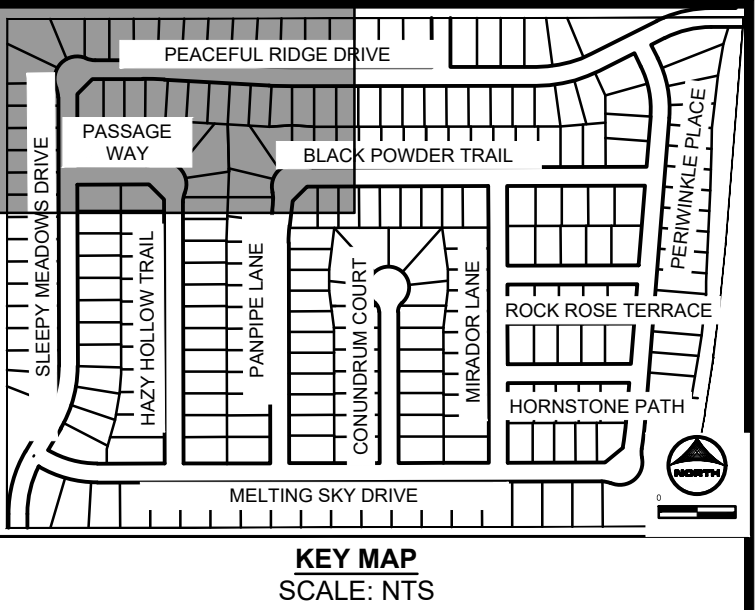 PEACEFUL RIDGE DRIVE
PASSAGE
WAY
BLACK POWDER TRAIL
SLEEPY MEADOWS DRIVE
HAZY HOLLOW TRAIL
PANPIPE LANE
CONUNDRUM COURT
MIRADOR LANE
PERIWINKLE PLACE
ROCK ROSE TERRACE
HORNSTONE PATH
MELTING SKY DRIVE
NORTH
0
KEY MAP
SCALE: NTS